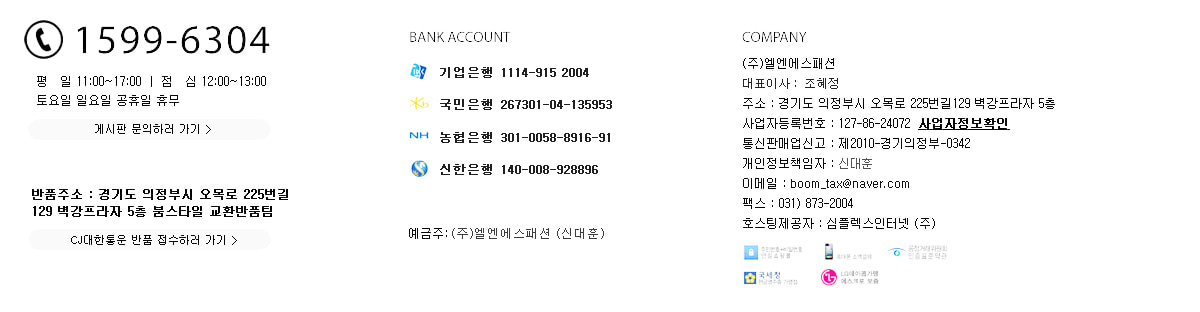 1599-6304
평 일 11:00~17:00 | 점 심 12:00~13:00
토요일 일요일 공휴일 휴무
게시판 문의하러 가기 >
반품주소 : 경기도 의정부시 오목로 225번길
129 벽강프라자 5층 붐스타일 교환반품팀
CJ대한통운 반품 접수하러 가기 >
BANK ACCOUNT
기업은행 1114-915 2004
국민은행 267301-04-135953
NH 농협은행 301-0058-8916-91
신한은행 140-008-928896
예금주:(주)엘엔에스패션 (신대훈)
COMPANY
(주)엘엔에스패션
대표이사 : 조혜정
주소 : 경기도 의정부시 오목로 225번길129 벽강프라자 5층
사업자등록번호 : 127-86-24072 사업자정보확인
통신판매업신고 : 제2010-경기의정부-0342
개인정보책임자 : 신대훈
이메일 : boom_tax@naver.com
팩스 : 031) 873-2004
호스팅제공자 : 심플렉스인터넷 (주)
공정거래위원회
국세청